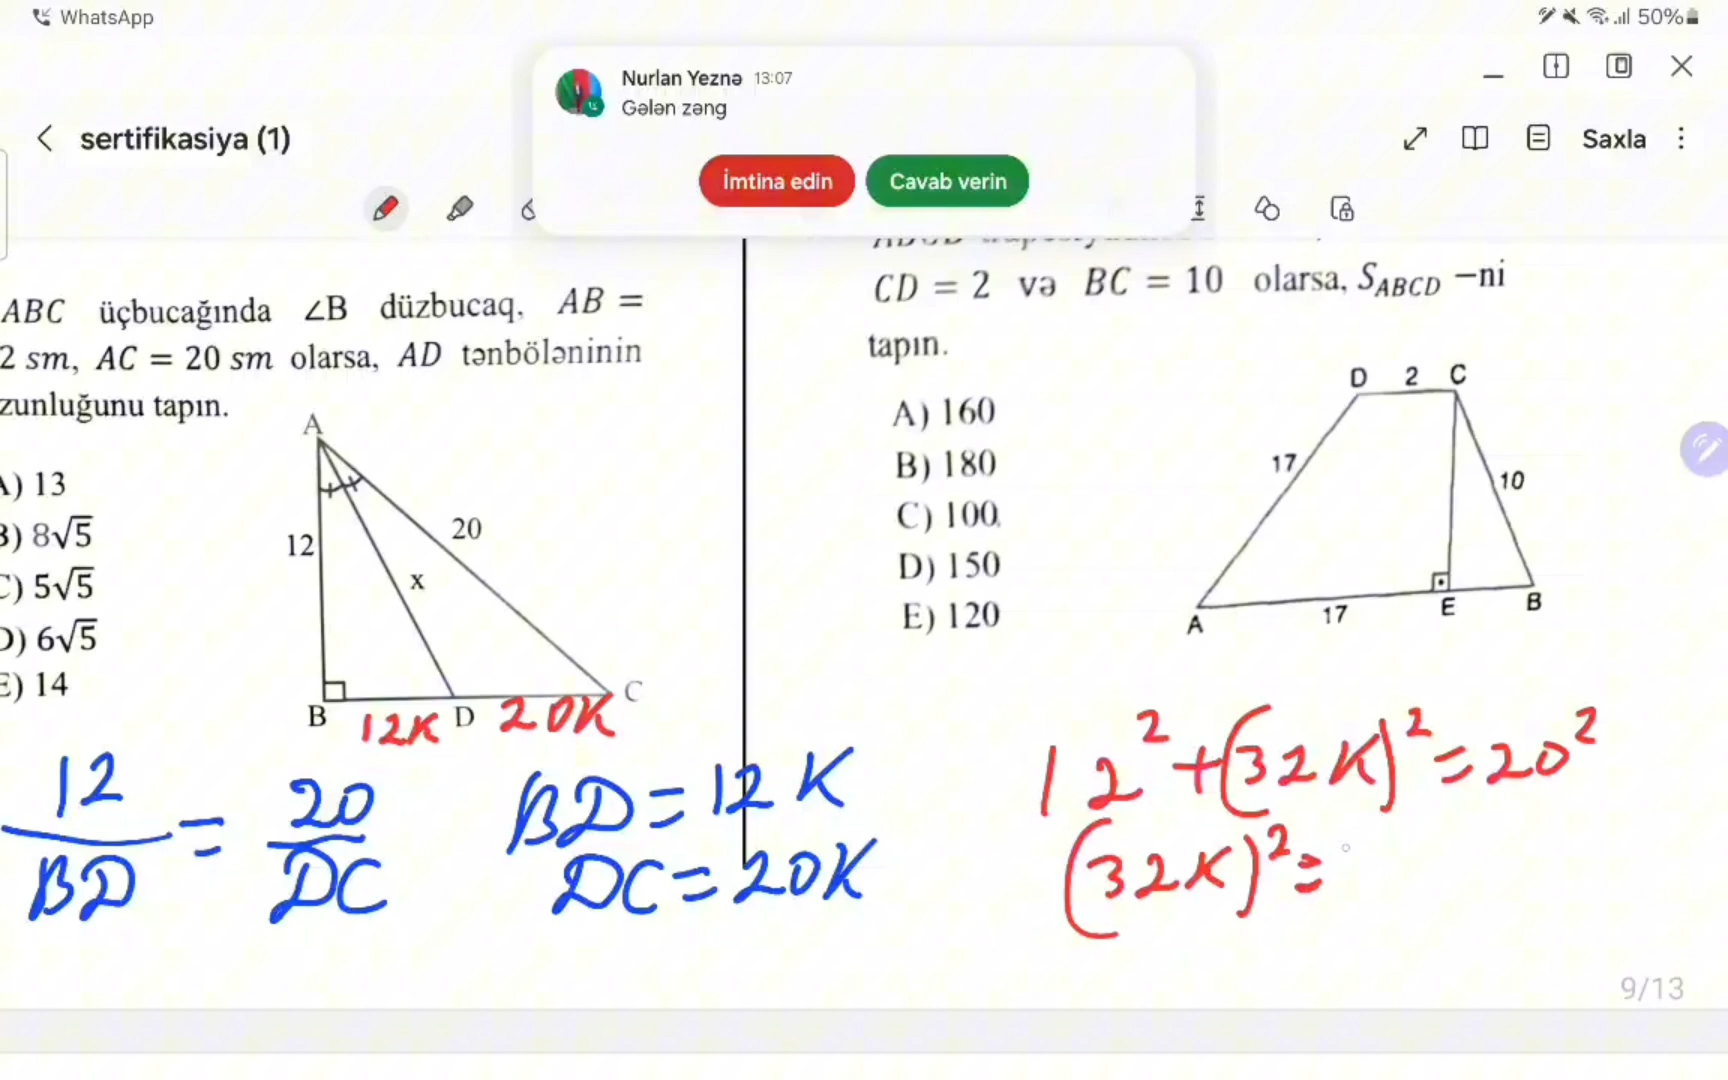 WhatsApp
50%
Nurlan Yeznə 13:07
Gələn zəng
İmtina edin
Cavab verin
sertifikasiya (1)
Saxla
ABC üçbucağında ∠B düzbucaq, AB =
2 sm, AC = 20 sm olarsa, AD tənböləninin
zunluğunu tapın.
A) 13
B) 8√5
C) 5√5
D) 6√5
E) 14
A
12
20
x
B
D
C
12K
20K
12/BD = 20/DC
BD = 12K
DC = 20K
CD = 2 və BC = 10 olarsa, S_ABCD –ni
tapın.
A) 160
B) 180
C) 100
D) 150
E) 120
D 2 C
17
10
A
17
E
B
12² + (32K)² = 20²
(32K)² =
9/13